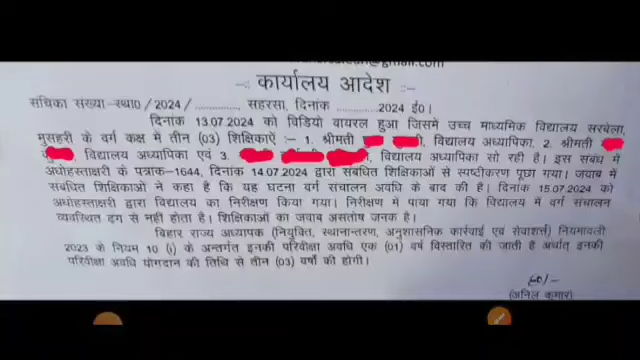 -: कार्यालय आदेश :-
संचिका संख्या-स्था0/2024/.............. सहरसा, दिनांक ..............2024 ई0।
दिनांक 13.07.2024 को विडियो वायरल हुआ जिसमें उच्च माध्यमिक विद्यालय सरबेला,
मुसहरी के वर्ग कक्ष में तीन (03) शिक्षिकाऐं :- 1. श्रीमती विद्यालय अध्यापिका, 2. श्रीमती
विद्यालय अध्यापिका एवं 3. विद्यालय अध्यापिका सो रही है। इस संबंध में
अधोहस्ताक्षरी के पत्रांक-1644, दिनांक 14.07.2024 द्वारा संबंधित शिक्षिकाओं से स्पष्टीकरण पूछा गया। जवाब में
संबंधित शिक्षिकाओं ने कहा है कि यह घटना वर्ग संचालन अवधि के बाद की है। दिनांक 15.07.2024 को
अधोहस्ताक्षरी द्वारा विद्यालय का निरीक्षण किया गया। निरीक्षण में पाया गया कि विद्यालय में वर्ग संचालन
व्यवस्थित ढंग से नहीं होता है। शिक्षिकाओं का जवाब असंतोष जनक है।
बिहार राज्य अध्यापक (नियुक्ति, स्थानान्तरण, अनुशासनिक कार्रवाई एवं सेवाशर्त्त) नियमावली
2023 के नियम 10 (i) के अन्तर्गत इनकी परिवीक्षा अवधि एक (01) वर्ष विस्तारित की जाती है अर्थात् इनकी
परिवीक्षा अवधि योगदान की तिथि से तीन (03) वर्षों की होगी।
ह0/-
(अनिल कुमार)